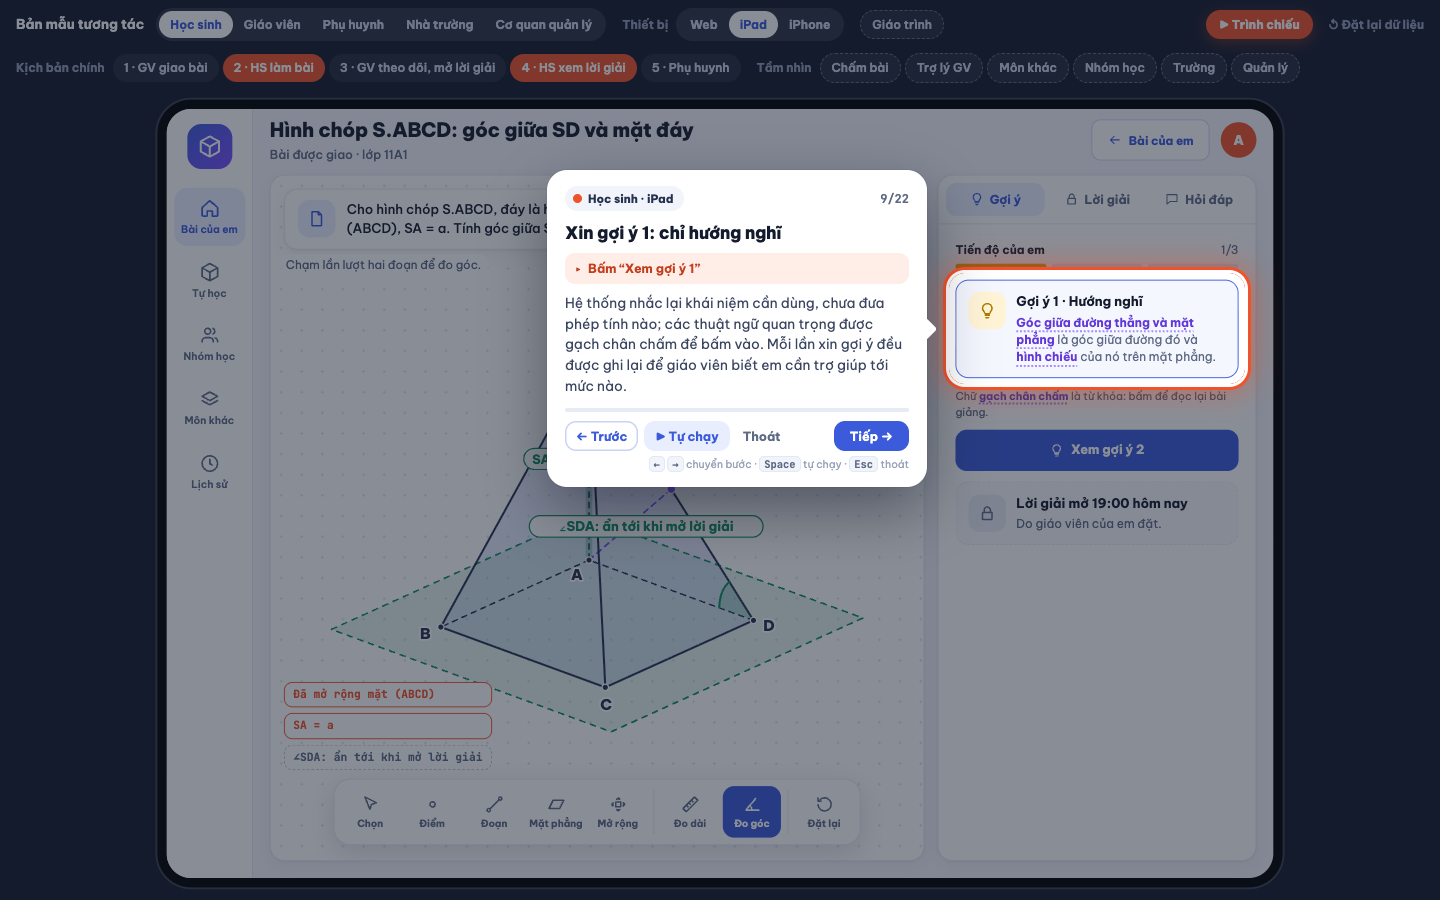 Bản mẫu tương tác
Học sinh
Giáo viên
Phụ huynh
Nhà trường
Cơ quan quản lý
Thiết bị
Web
iPad
iPhone
Giáo trình
Trình chiếu
Đặt lại dữ liệu
Kịch bản chính
1 · GV giao bài
2 · HS làm bài
3 · GV theo dõi, mở lời giải
4 · HS xem lời giải
5 · Phụ huynh
Tầm nhìn
Chấm bài
Trợ lý GV
Môn khác
Nhóm học
Trường
Quản lý
Hình chóp S.ABCD: góc giữa SD và mặt đáy
Bài được giao · lớp 11A1
← Bài của em
A
Bài của em
Tự học
Nhóm học
Môn khác
Lịch sử
Cho hình chóp S.ABCD, đáy là
(ABCD), SA = a. Tính góc giữa
Chạm lần lượt hai đoạn để đo góc.
Học sinh · iPad
9/22
Xin gợi ý 1: chỉ hướng nghĩ
Bấm “Xem gợi ý 1”
Hệ thống nhắc lại khái niệm cần dùng, chưa đưa
phép tính nào; các thuật ngữ quan trọng được
gạch chân chấm để bấm vào. Mỗi lần xin gợi ý đều
được ghi lại để giáo viên biết em cần trợ giúp tới
mức nào.
← Trước
Tự chạy
Thoát
Tiếp →
← → chuyển bước · Space tự chạy · Esc thoát
SA
∠SDA: ẩn tới khi mở lời giải
A
B
D
C
Đã mở rộng mặt (ABCD)
SA = a
∠SDA: ẩn tới khi mở lời giải
Chọn
Điểm
Đoạn
Mặt phẳng
Mở rộng
Đo dài
Đo góc
Đặt lại
Gợi ý
Lời giải
Hỏi đáp
Tiến độ của em
1/3
Gợi ý 1 · Hướng nghĩ
Góc giữa đường thẳng và mặt
phẳng là góc giữa đường đó và
hình chiếu của nó trên mặt phẳng.
Chữ gạch chân chấm là từ khóa: bấm để đọc lại bài
giảng.
Xem gợi ý 2
Lời giải mở 19:00 hôm nay
Do giáo viên của em đặt.